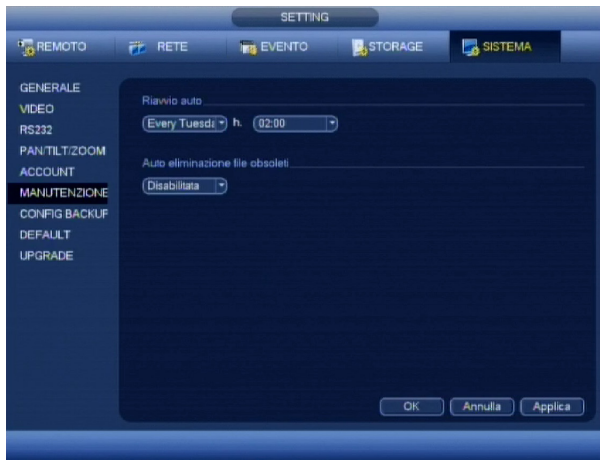 SETTING
REMOTO RETE EVENTO STORAGE SISTEMA
GENERALE
VIDEO
RS232
PAN/TILT/ZOOM
ACCOUNT
MANUTENZIONE
CONFIG BACKUP
DEFAULT
UPGRADE
Riavvio auto
Every Tuesda h. 02:00
Auto eliminazione file obsoleti
Disabilitata
OK Annulla Applica